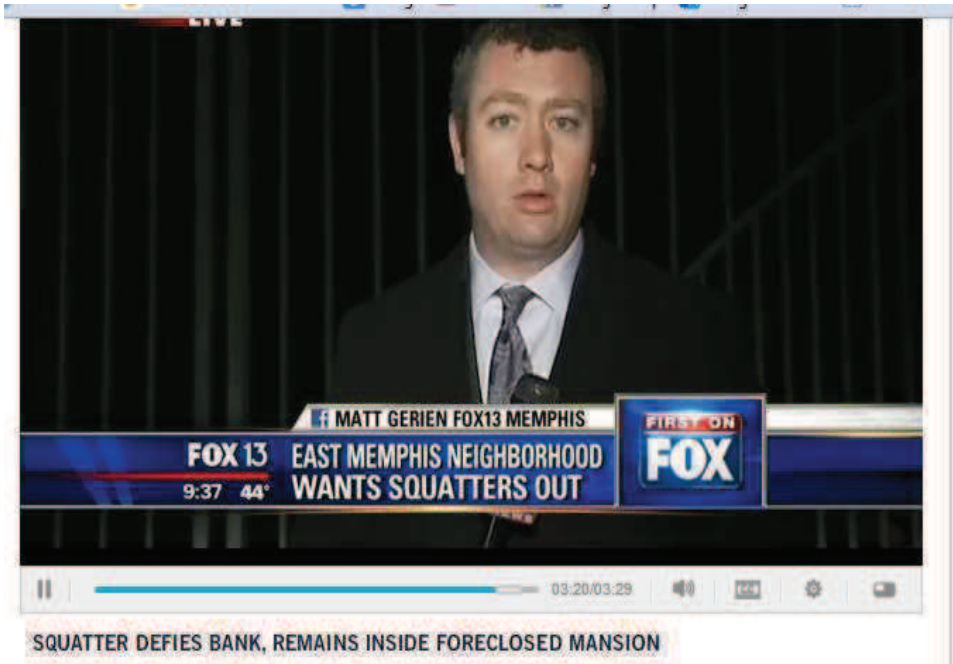 LIVE
MATT GERIEN FOX13 MEMPHIS
FIRST ON
FOX
FOX 13
EAST MEMPHIS NEIGHBORHOOD
9:37 44°
WANTS SQUATTERS OUT
03:20/03:29
CC
SQUATTER DEFIES BANK, REMAINS INSIDE FORECLOSED MANSION